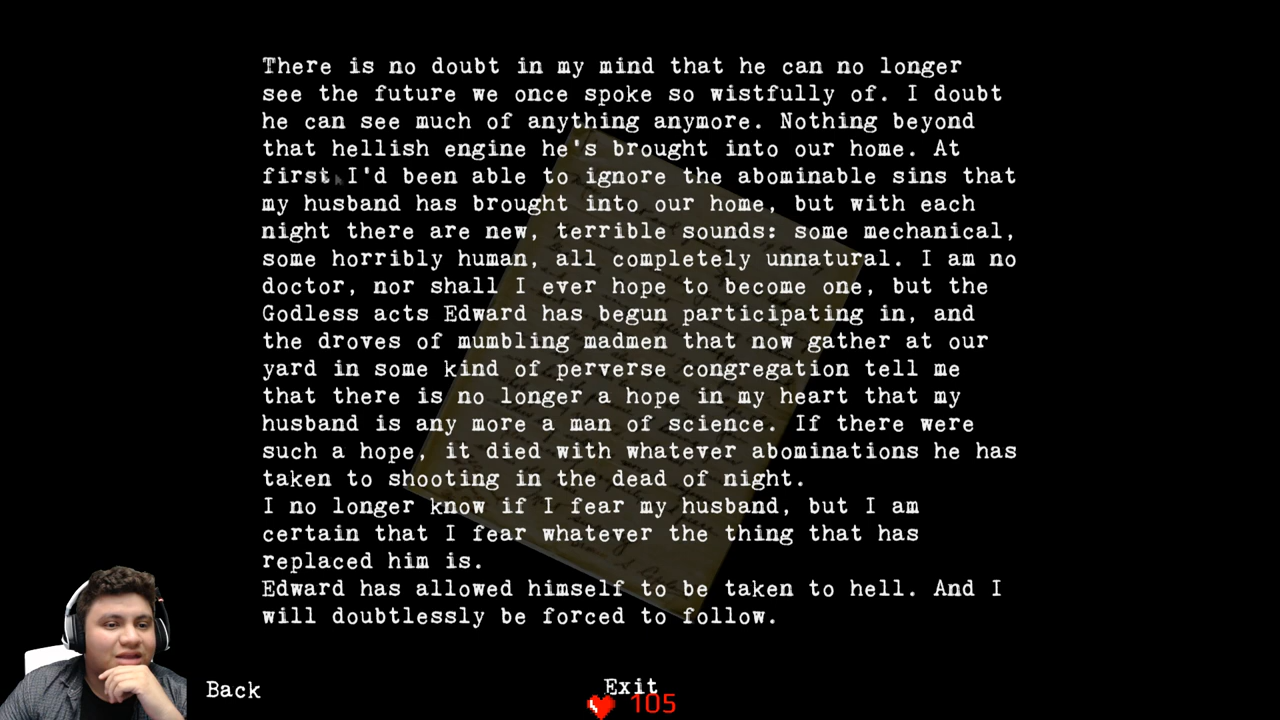 There is no doubt in my mind that he can no longer
see the future we once spoke so wistfully of. I doubt
he can see much of anything anymore. Nothing beyond
that hellish engine he's brought into our home. At
first I'd been able to ignore the abominable sins that
my husband has brought into our home, but with each
night there are new, terrible sounds: some mechanical,
some horribly human, all completely unnatural. I am no
doctor, nor shall I ever hope to become one, but the
Godless acts Edward has begun participating in, and
the droves of mumbling madmen that now gather at our
yard in some kind of perverse congregation tell me
that there is no longer a hope in my heart that my
husband is any more a man of science. If there were
such a hope, it died with whatever abominations he has
taken to shooting in the dead of night.
I no longer know if I fear my husband, but I am
certain that I fear whatever the thing that has
replaced him is.
Edward has allowed himself to be taken to hell. And I
will doubtlessly be forced to follow.
Back
Exit
105